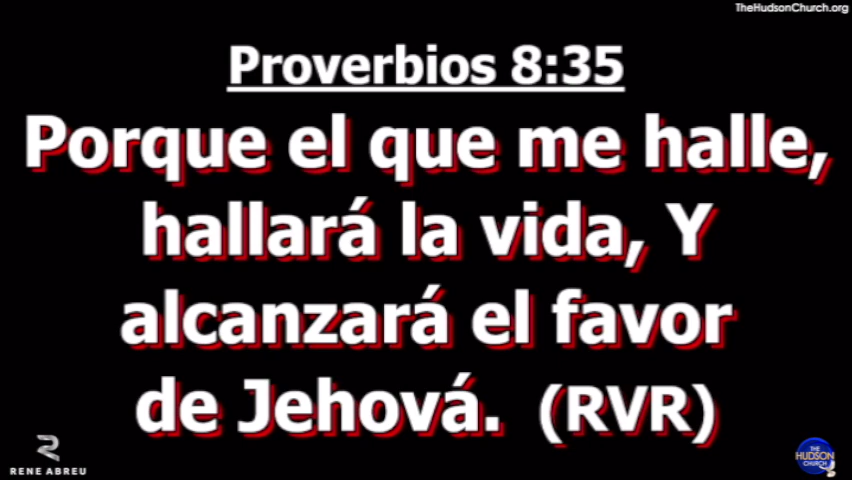 TheHudsonChurch.org
Proverbios 8:35
Porque el que me halle,
hallará la vida, Y
alcanzará el favor
de Jehová. (RVR)
RENE ABREU
THE
HUDSON
CHURCH